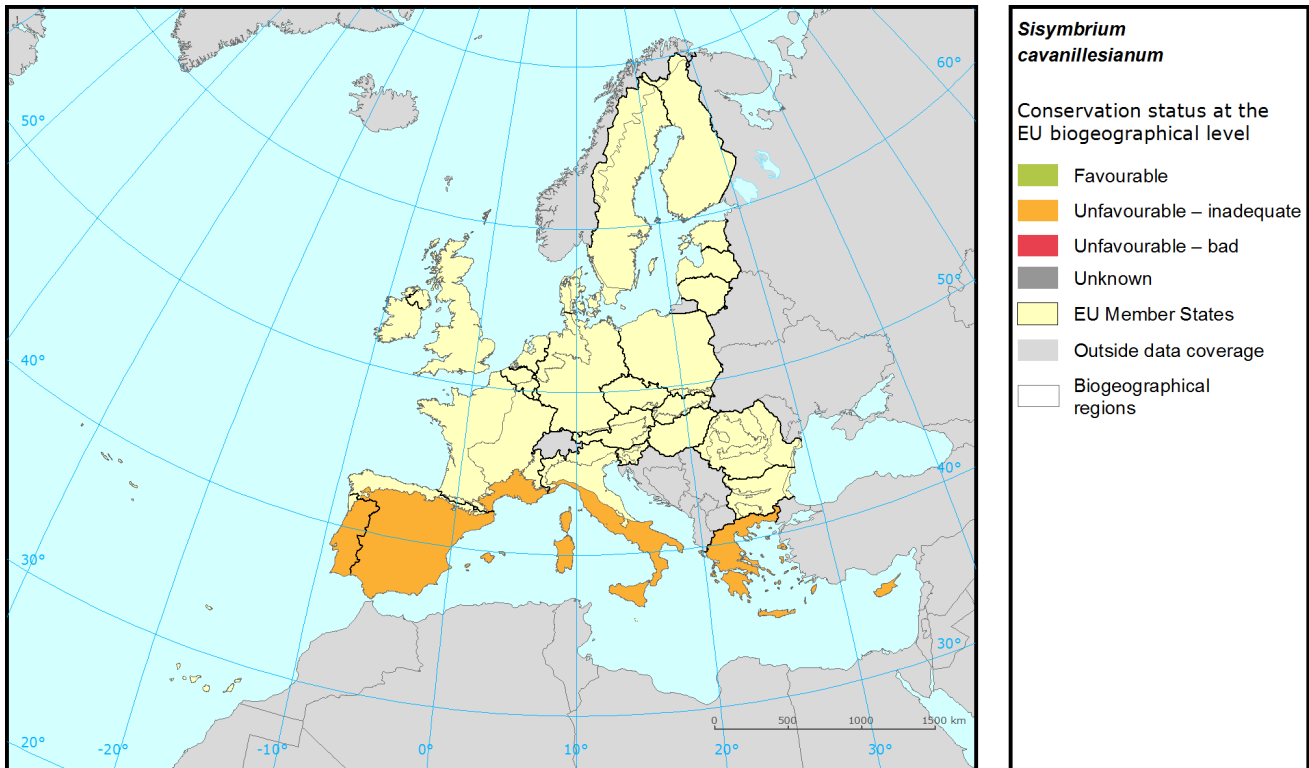 60°
50°
50°
40°
40°
30°
30°
20°
-20°
-10°
0°
10°
20°
30°
0 500 1000 1500 km
Sisymbrium
cavanillesianum
Conservation status at the
EU biogeographical level
Favourable
Unfavourable – inadequate
Unfavourable – bad
Unknown
EU Member States
Outside data coverage
Biogeographical
regions